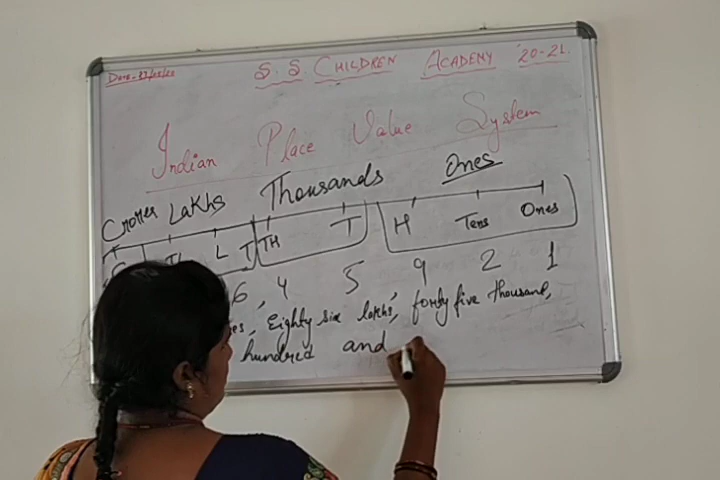 S. S. CHILDREN ACADEMY 20-21.
Indian Place Value System
Lakhs Thousands Ones
TL L T TH T H Tens Ones
6, 4 5 9 2 1
Eighty six lakhs, forty five thousand,
hundred and